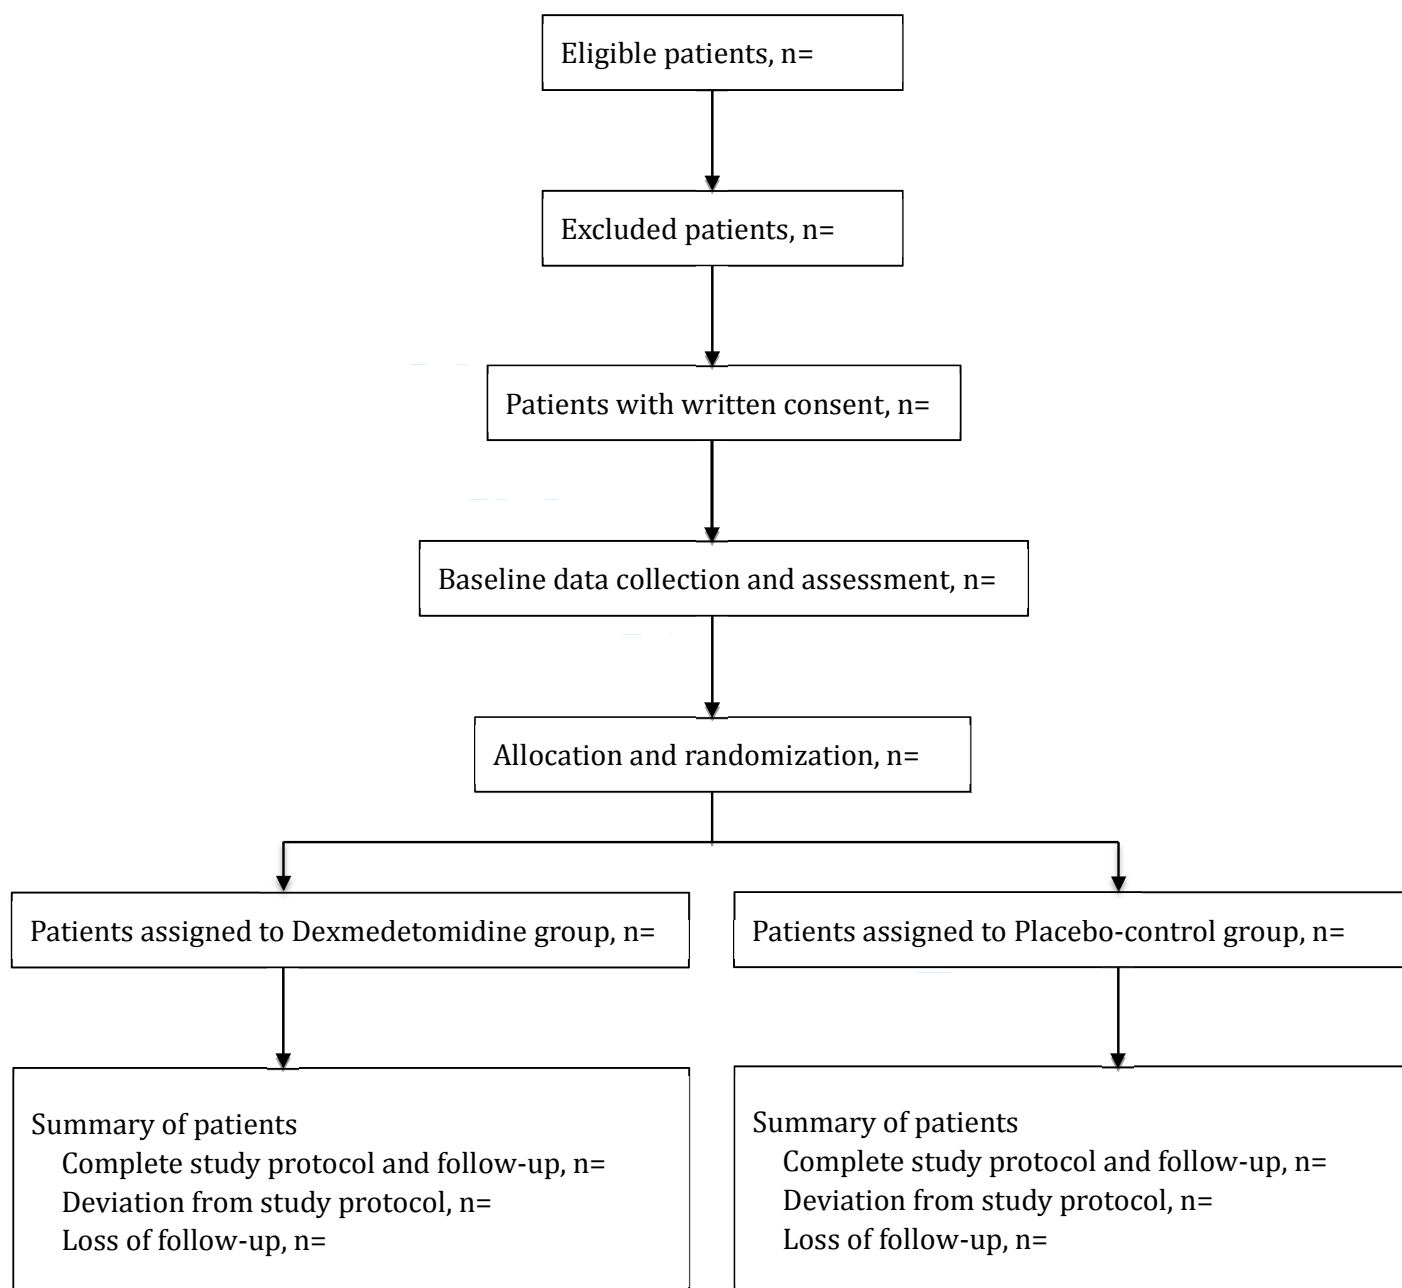 Eligible patients, n=
Excluded patients, n=
Patients with written consent, n=
Baseline data collection and assessment, n=
Allocation and randomization, n=
Patients assigned to Dexmedetomidine group, n=
Patients assigned to Placebo-control group, n=
Summary of patients
Complete study protocol and follow-up, n=
Deviation from study protocol, n=
Loss of follow-up, n=
Summary of patients
Complete study protocol and follow-up, n=
Deviation from study protocol, n=
Loss of follow-up, n=